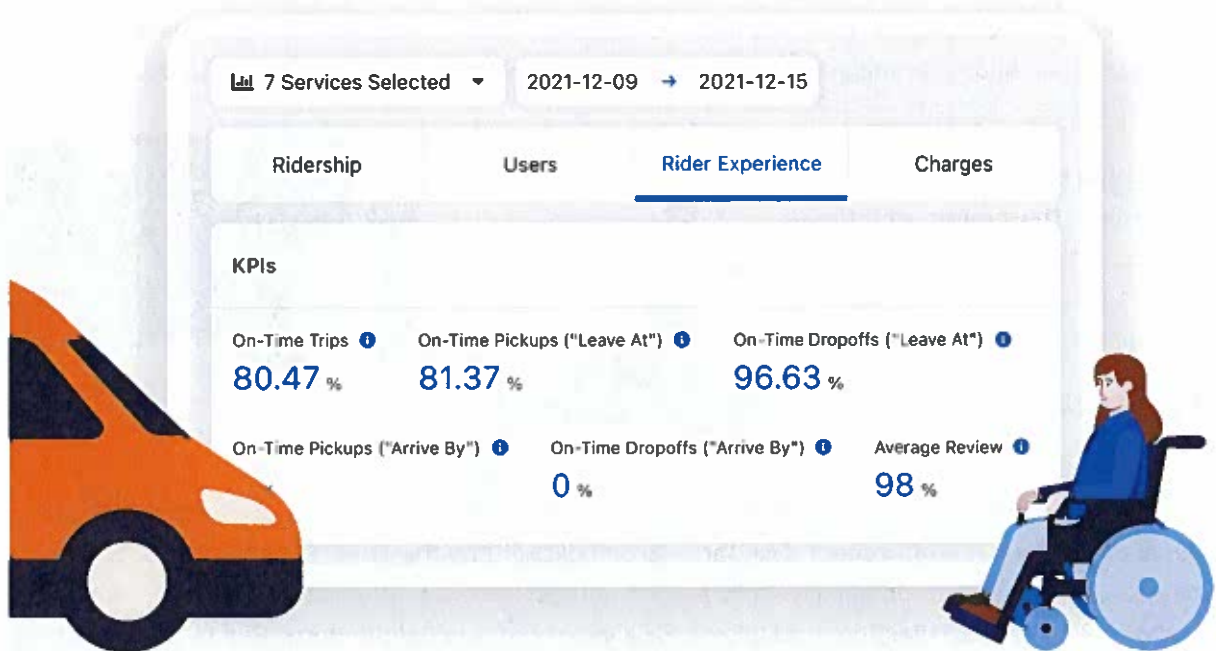 7 Services Selected
2021-12-09 → 2021-12-15
Ridership Users Rider Experience Charges
KPIs
On-Time Trips On-Time Pickups ("Leave At") On-Time Dropoffs ("Leave At")
80.47 % 81.37 % 96.63 %
On-Time Pickups ("Arrive By") On-Time Dropoffs ("Arrive By") Average Review
0 % 98 %